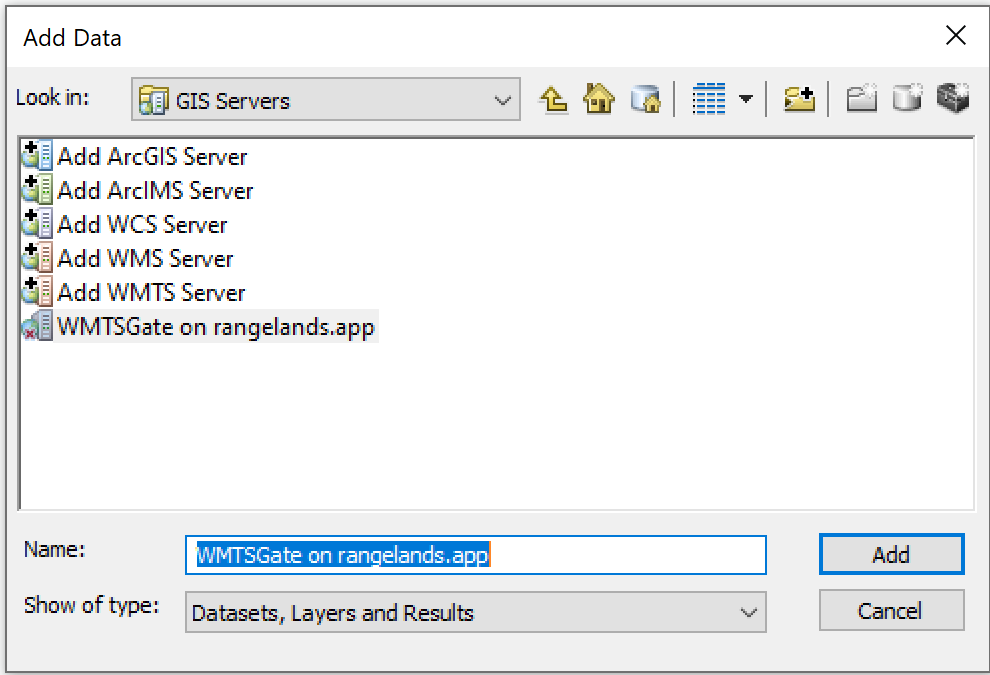 Add Data
Look in: GIS Servers
Add ArcGIS Server
Add ArcIMS Server
Add WCS Server
Add WMS Server
Add WMTS Server
WMTSGate on rangelands.app
Name: WMTSGate on rangelands.app Add
Show of type: Datasets, Layers and Results Cancel